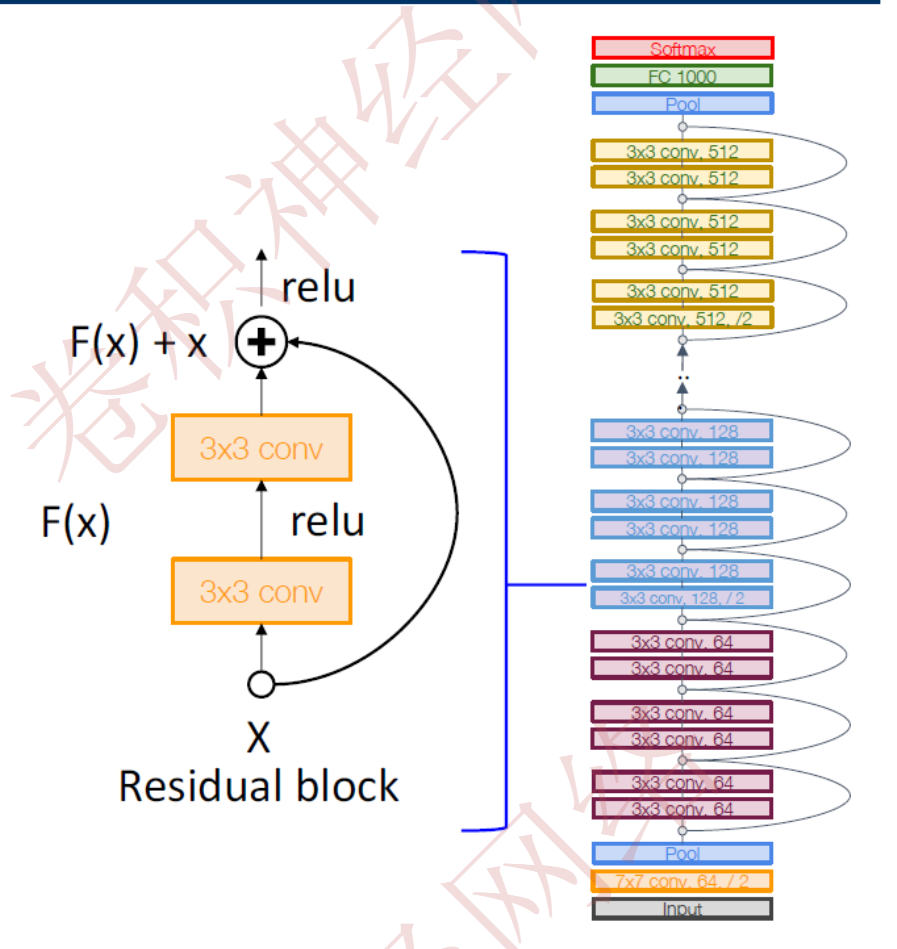 Softmax
FC 1000
Pool
3x3 conv, 512
3x3 conv, 512
3x3 conv, 512
3x3 conv, 512
3x3 conv, 512
3x3 conv, 512, /2
..
3x3 conv, 128
3x3 conv, 128
3x3 conv, 128
3x3 conv, 128
3x3 conv, 128
3x3 conv, 128, / 2
3x3 conv, 64
3x3 conv, 64
3x3 conv, 64
3x3 conv, 64
3x3 conv, 64
3x3 conv, 64
Pool
7x7 conv, 64, / 2
Input
relu
F(x) + x
+
3x3 conv
F(x)
relu
3x3 conv
X
Residual block
卷积神经网
网络